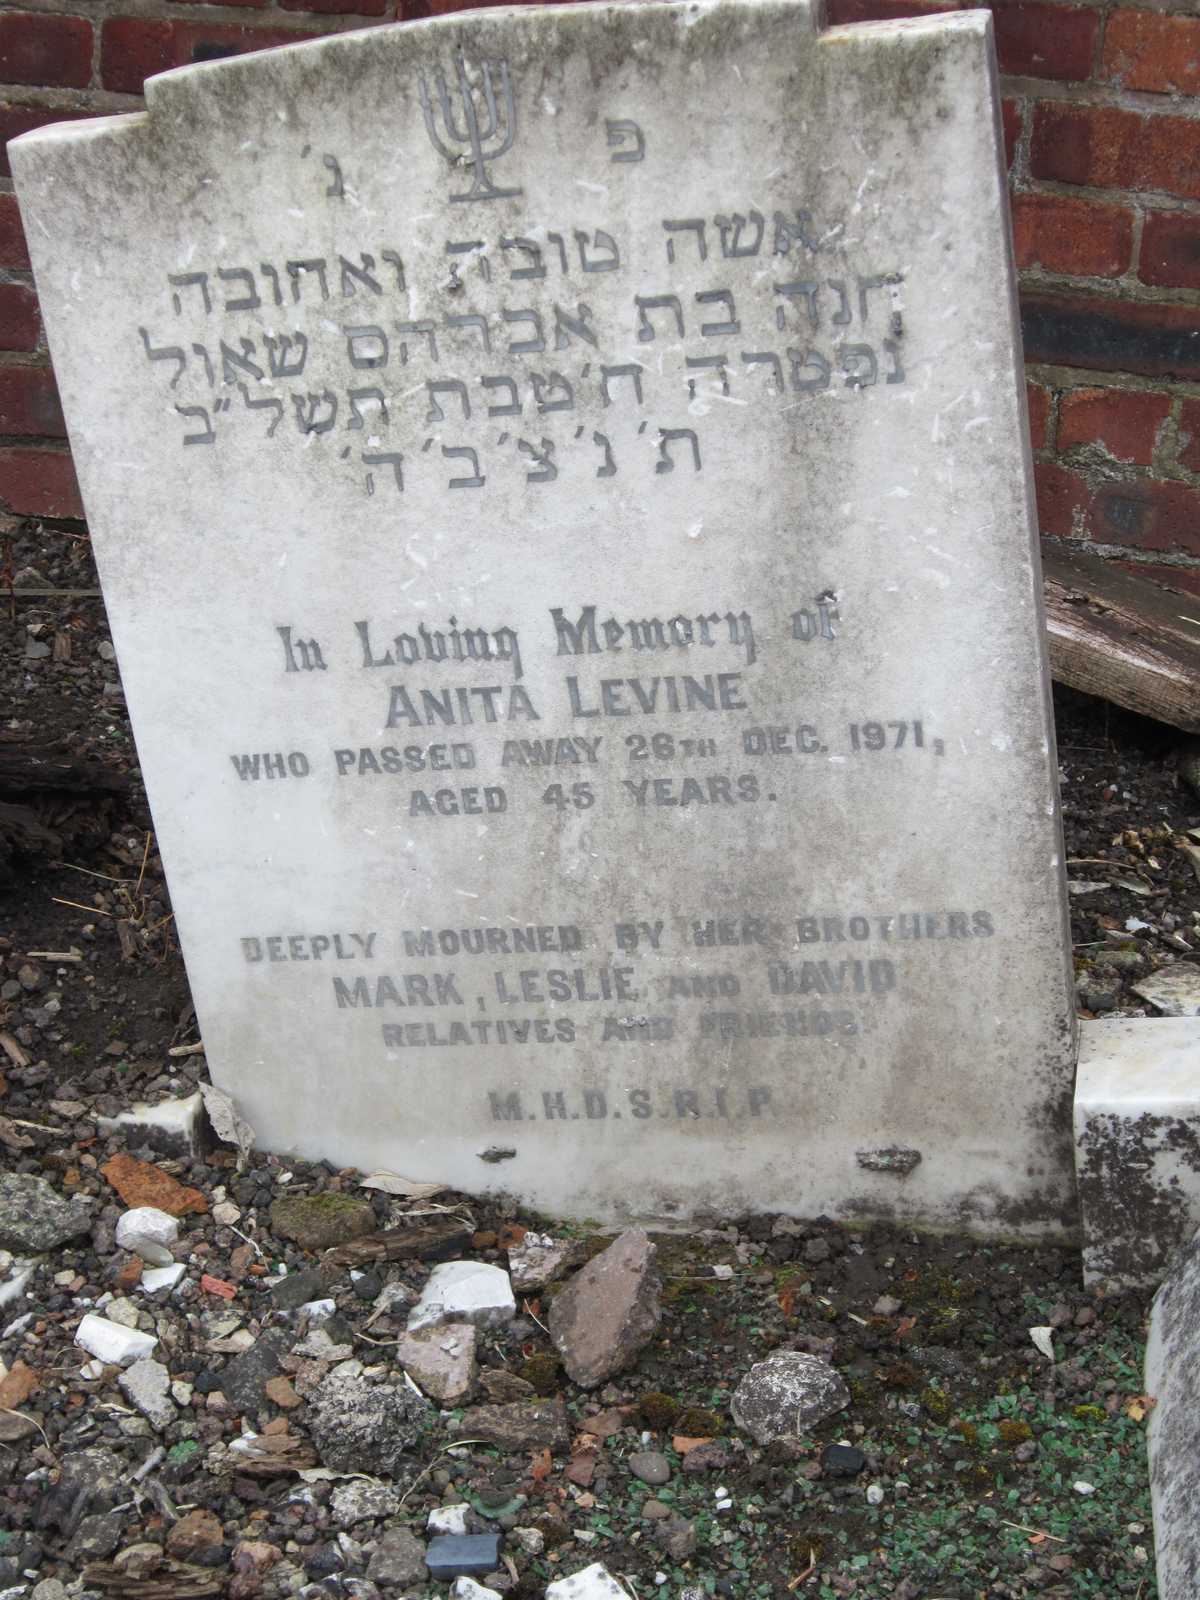 פ׳ נ׳
אשה טובה ואהובה
חנה בת אברהם שאול
נפטרה ח׳ טבת תשל״ב
ת׳ נ׳ צ׳ ב׳ ה׳
In Loving Memory of
ANITA LEVINE
WHO PASSED AWAY 26TH DEC. 1971,
AGED 45 YEARS.
DEEPLY MOURNED BY HER BROTHERS
MARK, LESLIE AND DAVID
RELATIVES AND FRIENDS.
M.H.D.S.R.I.P.